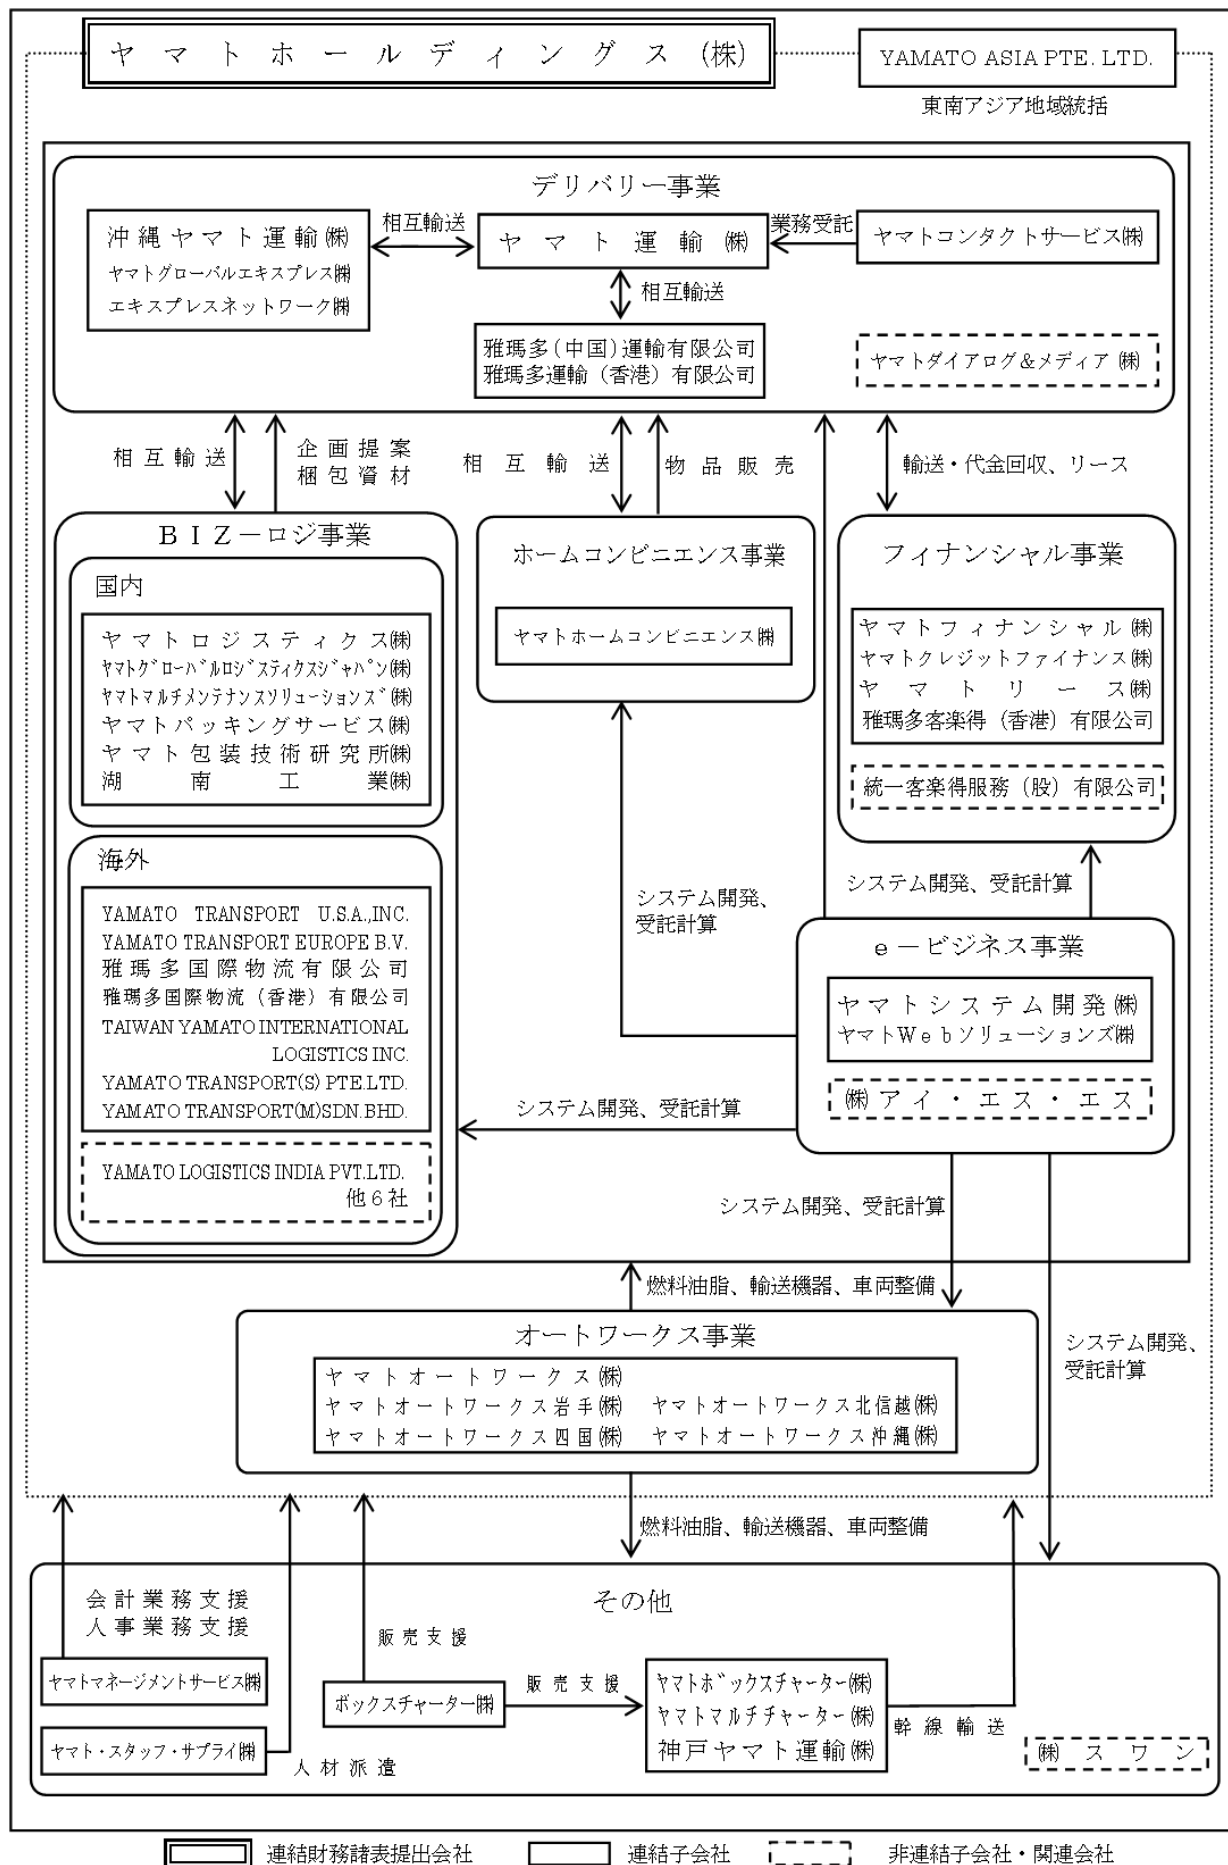 ヤマトホールディングス(株)
YAMATO ASIA PTE. LTD.
東南アジア地域統括
デリバリー事業
沖縄ヤマト運輸㈱
ヤマトグローバルエキスプレス㈱
エキスプレスネットワーク㈱
相互輸送
ヤマト運輸㈱
業務受託
ヤマトコンタクトサービス㈱
相互輸送
雅瑪多(中国)運輸有限公司
雅瑪多運輸(香港)有限公司
ヤマトダイアログ&メディア㈱
相互輸送
企画提案
梱包資材
相互輸送
物品販売
輸送・代金回収、リース
BIZ-ロジ事業
国内
ヤマトロジスティクス㈱
ヤマトグローバルロジスティクスジャパン㈱
ヤマトマルチメンテナンスソリューションズ㈱
ヤマトパッキングサービス㈱
ヤマト包装技術研究所㈱
湖南工業㈱
海外
YAMATO TRANSPORT U.S.A.,INC.
YAMATO TRANSPORT EUROPE B.V.
雅瑪多国際物流有限公司
雅瑪多国際物流(香港)有限公司
TAIWAN YAMATO INTERNATIONAL
LOGISTICS INC.
YAMATO TRANSPORT(S) PTE.LTD.
YAMATO TRANSPORT(M)SDN.BHD.
YAMATO LOGISTICS INDIA PVT.LTD.
他6社
ホームコンビニエンス事業
ヤマトホームコンビニエンス㈱
フィナンシャル事業
ヤマトフィナンシャル㈱
ヤマトクレジットファイナンス㈱
ヤマトリース㈱
雅瑪多客楽得(香港)有限公司
統一客楽得服務(股)有限公司
システム開発、
受託計算
システム開発、受託計算
e-ビジネス事業
ヤマトシステム開発㈱
ヤマトWebソリューションズ㈱
㈱アイ・エス・エス
システム開発、受託計算
システム開発、受託計算
燃料油脂、輸送機器、車両整備
オートワークス事業
ヤマトオートワークス㈱
ヤマトオートワークス岩手㈱ ヤマトオートワークス北信越㈱
ヤマトオートワークス四国㈱ ヤマトオートワークス沖縄㈱
システム開発、
受託計算
燃料油脂、輸送機器、車両整備
その他
会計業務支援
人事業務支援
ヤマトマネージメントサービス㈱
ヤマト・スタッフ・サプライ㈱
人材派遣
販売支援
ボックスチャーター㈱
販売支援
ヤマトボックスチャーター㈱
ヤマトマルチチャーター㈱
神戸ヤマト運輸㈱
幹線輸送
㈱スワン
連結財務諸表提出会社 連結子会社 非連結子会社・関連会社